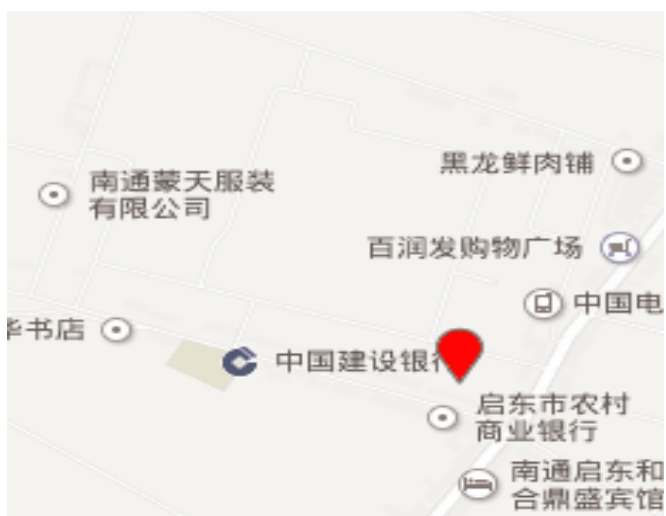 黑龙鲜肉铺
南通蒙天服装
有限公司
百润发购物广场
中国电
华书店
中国建设银行
启东市农村
商业银行
南通启东和
合鼎盛宾馆